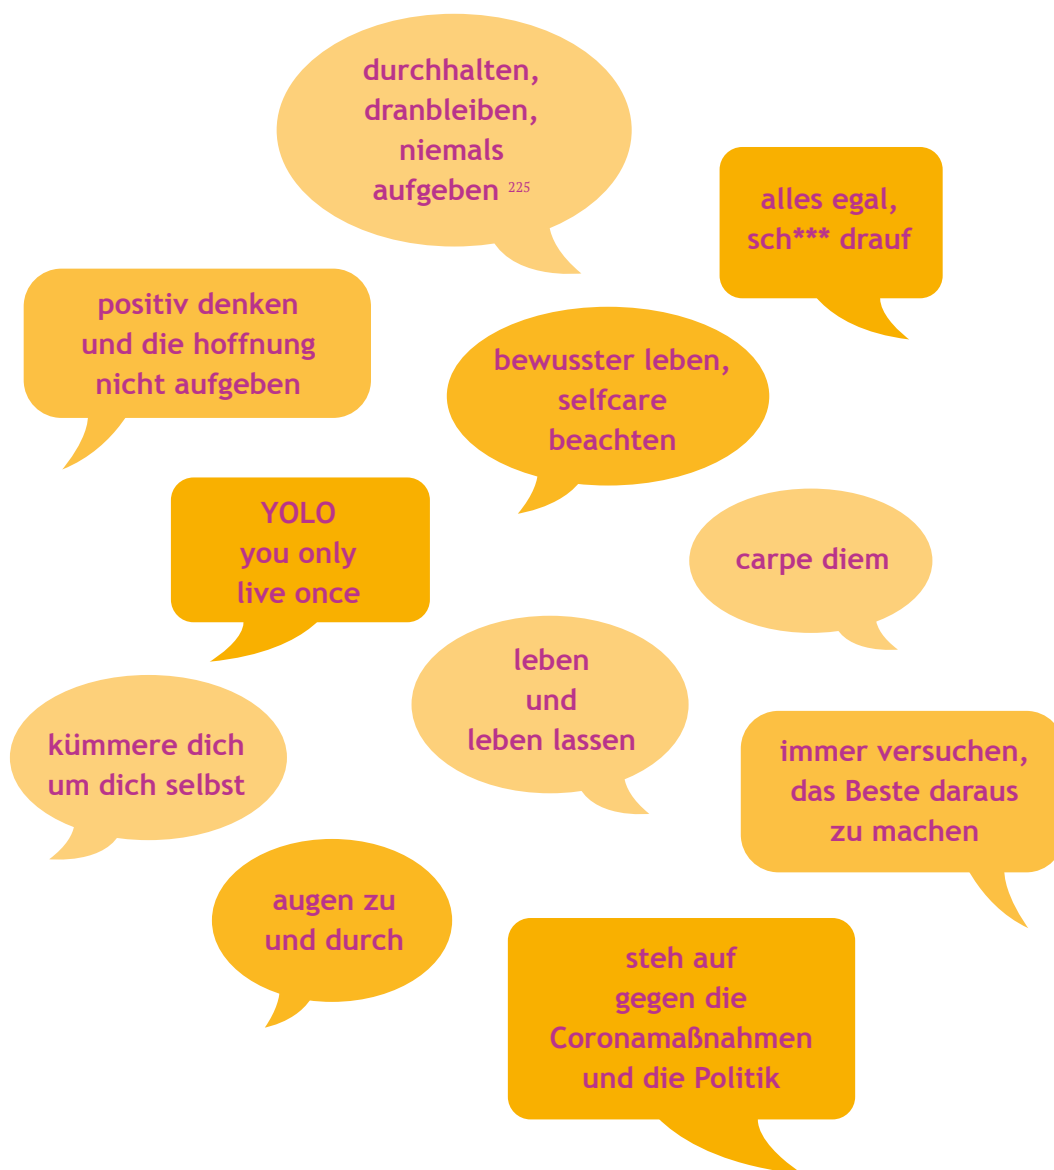 durchhalten,
dranbleiben,
niemals
aufgeben 225
alles egal,
sch*** drauf
positiv denken
und die hoffnung
nicht aufgeben
bewusster leben,
selfcare
beachten
YOLO
you only
live once
carpe diem
leben
und
leben lassen
kümmere dich
um dich selbst
immer versuchen,
das Beste daraus
zu machen
augen zu
und durch
steh auf
gegen die
Coronamaßnahmen
und die Politik